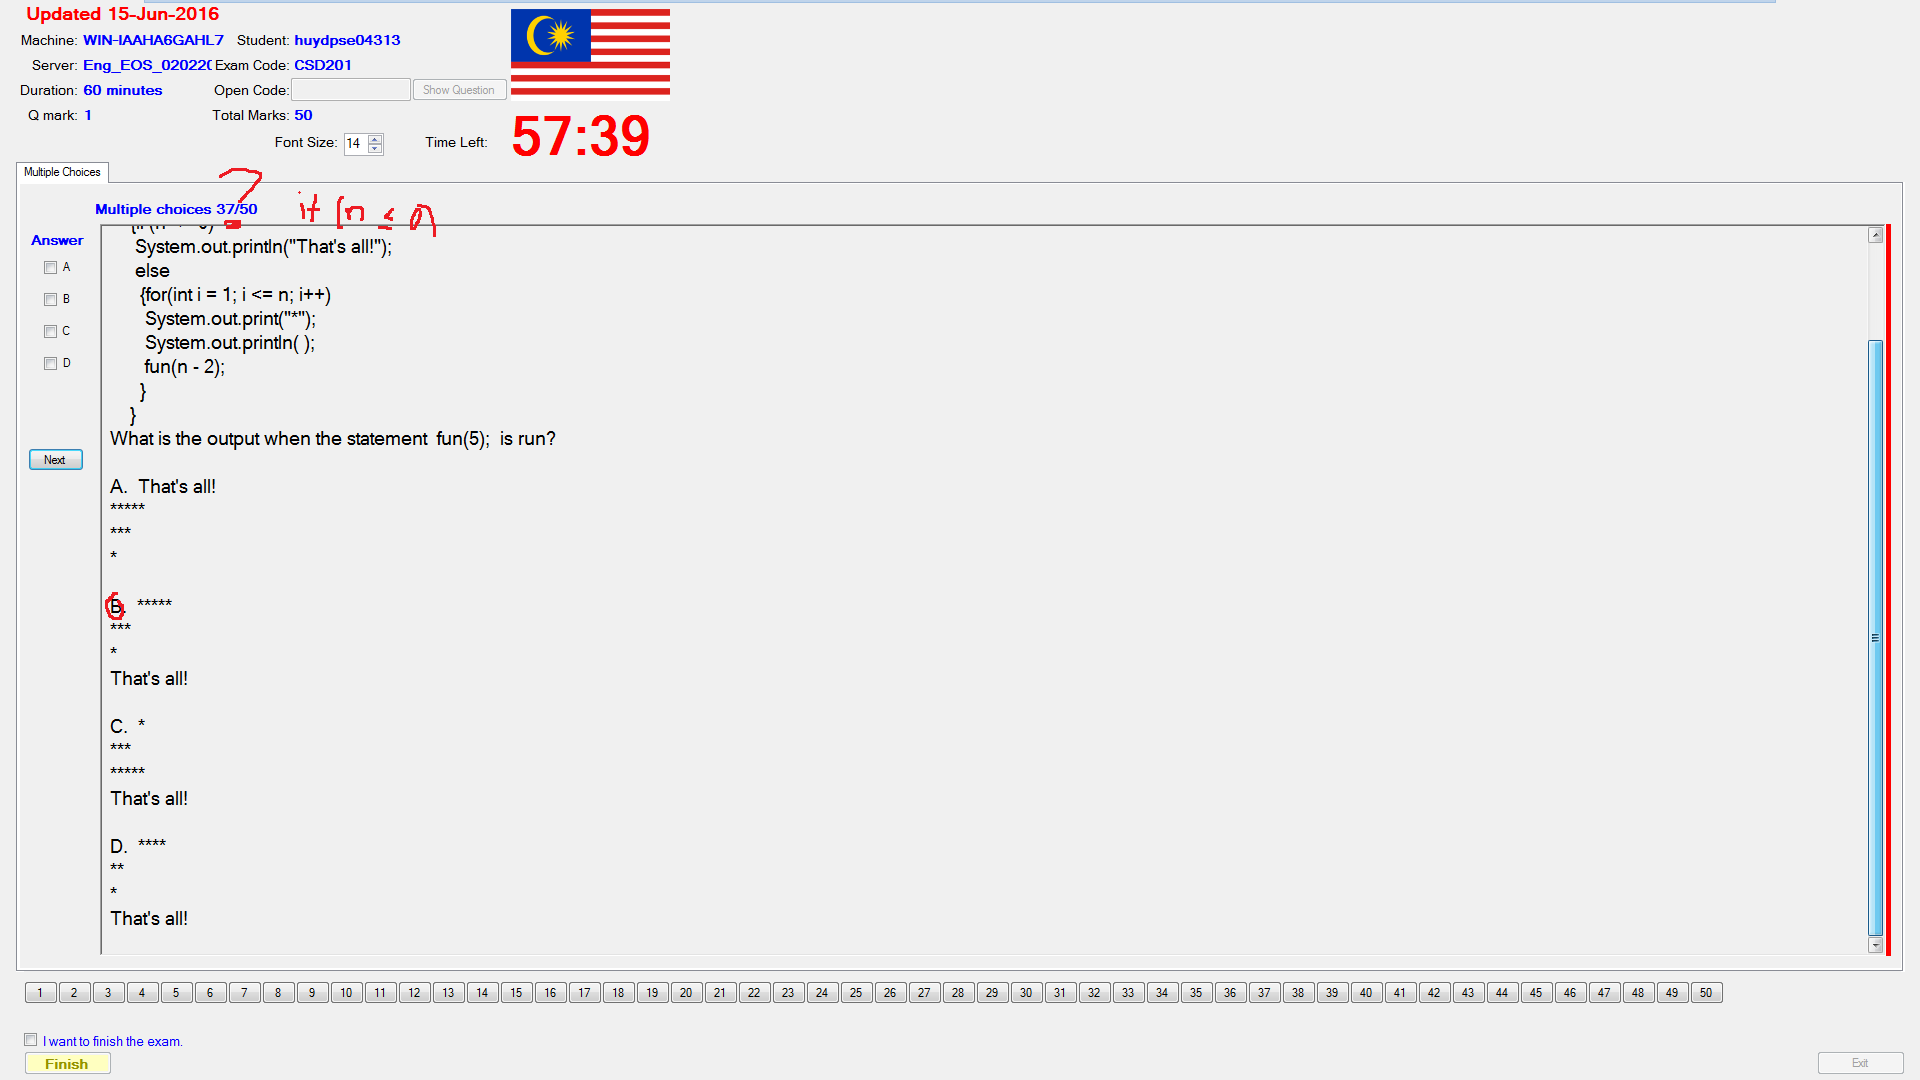 Updated 15-Jun-2016
Machine: WIN-IAAHA6GAHL7 Student: huydpse04313
Server: Eng_EOS_020220 Exam Code: CSD201
Duration: 60 minutes Open Code: Show Question
Q mark: 1 Total Marks: 50
Font Size: 14 Time Left: 57:39
Multiple Choices
?
Multiple choices 37/50 if (n
Answer
System.out.println("That's all!");
else
{for(int i = 1; i <= n; i++)
System.out.print("*");
System.out.println( );
fun(n - 2);
}
}
What is the output when the statement fun(5); is run?
A
B
C
D
Next
A. That's all!
*****
***
*
B. *****
***
*
That's all!
C. *
***
*****
That's all!
D. ****
**
*
That's all!
1 2 3 4 5 6 7 8 9 10 11 12 13 14 15 16 17 18 19 20 21 22 23 24 25 26 27 28 29 30 31 32 33 34 35 36 37 38 39 40 41 42 43 44 45 46 47 48 49 50
I want to finish the exam.
Finish Exit